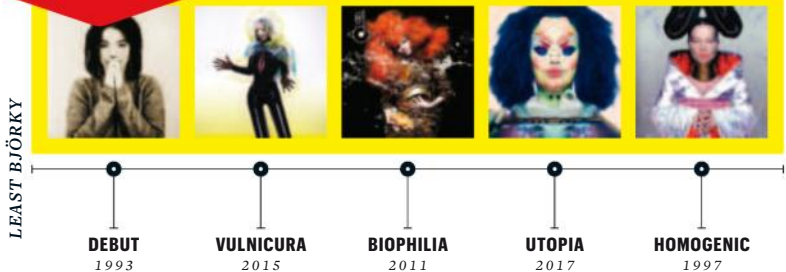 LEAST BJÖRKY
DEBUT
1993
VULNICURA
2015
BIOPHILIA
2011
UTOPIA
2017
HOMOGENIC
1997